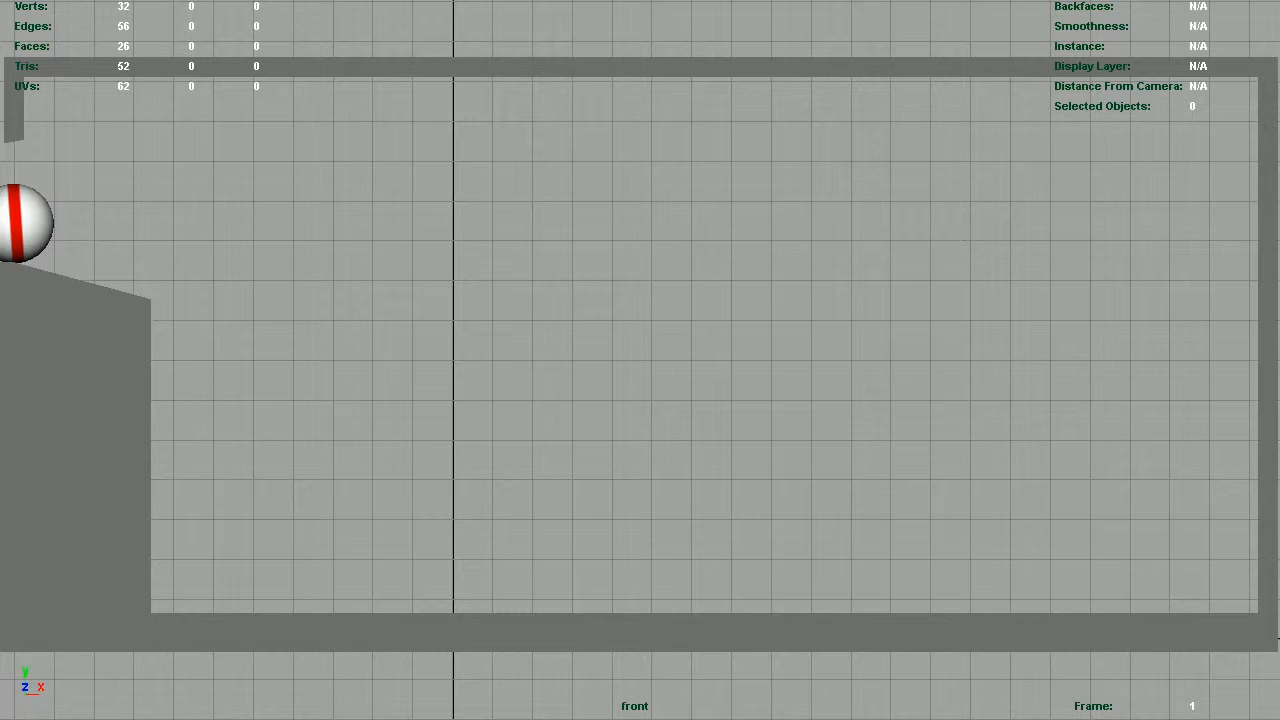 Verts: 32 0 0
Edges: 56 0 0
Faces: 26 0 0
Tris: 52 0 0
UVs: 62 0 0
Backfaces: N/A
Smoothness: N/A
Instance: N/A
Display Layer: N/A
Distance From Camera: N/A
Selected Objects: 0
y
z x
front
Frame: 1